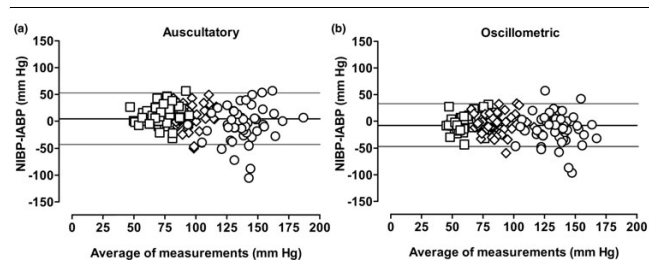 (a) Auscultatory
NIBP-IABP (mm Hg)
150
100
50
0
-50
-100
-150
0 25 50 75 100 125 150 175 200
Average of measurements (mm Hg)
(b) Oscillometric
NIBP-IABP (mm Hg)
150
100
50
0
-50
-100
-150
0 25 50 75 100 125 150 175 200
Average of measurements (mm Hg)